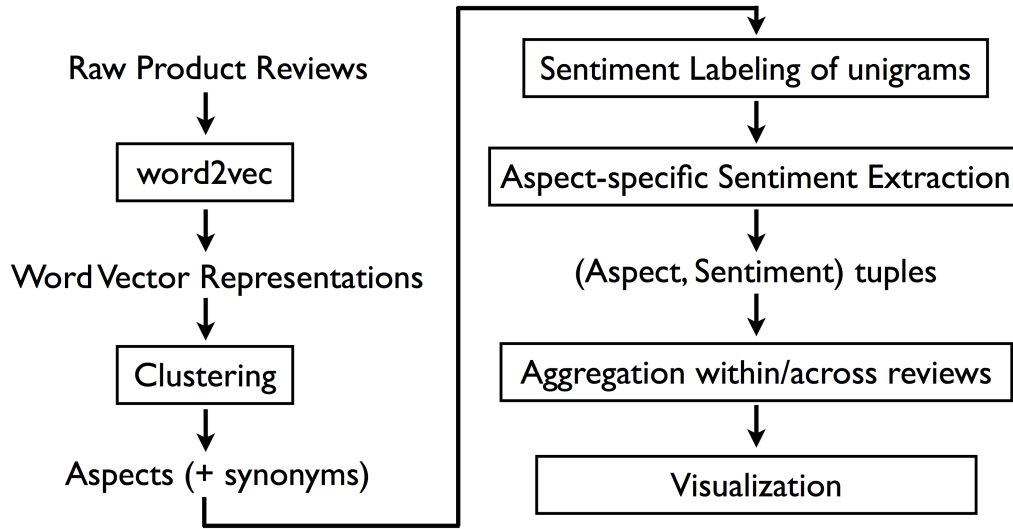 Raw Product Reviews
word2vec
Word Vector Representations
Clustering
Aspects (+ synonyms)
Sentiment Labeling of unigrams
Aspect-specific Sentiment Extraction
(Aspect, Sentiment) tuples
Aggregation within/across reviews
Visualization